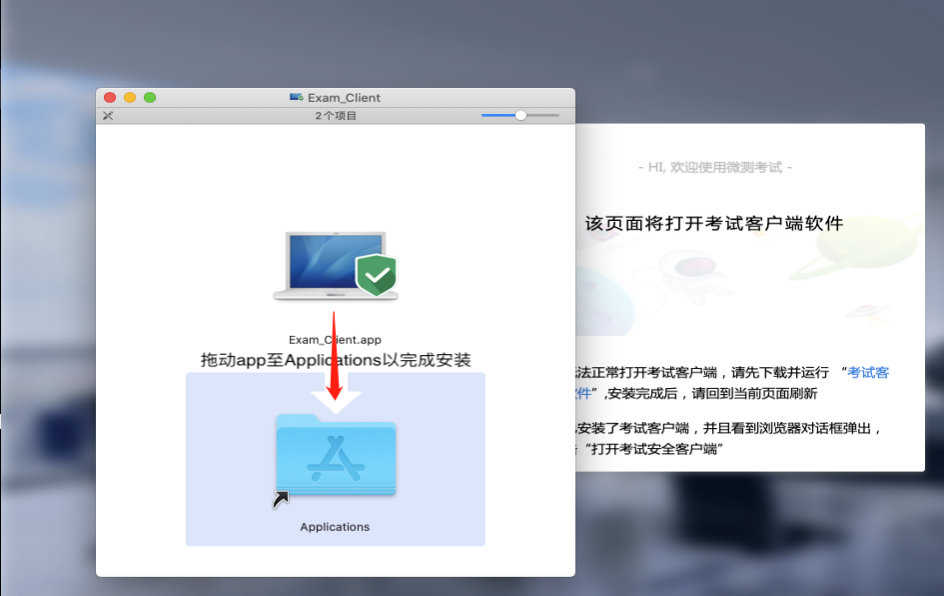 Exam_Client
2个项目
Exam_Client.app
拖动app至Applications以完成安装
Applications
- HI, 欢迎使用微测考试 -
该页面将打开考试客户端软件
法正常打开考试客户端，请先下载并运行 “考试客
件”,安装完成后，请回到当前页面刷新
安装了考试客户端，并且看到浏览器对话框弹出，
“打开考试安全客户端”